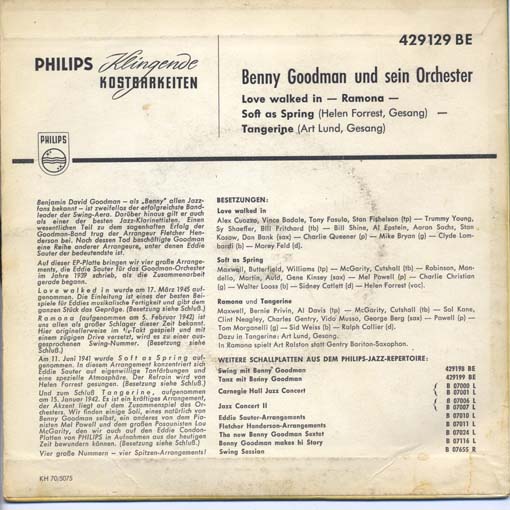 429129 BE
PHILIPS Klingende
KOSTBARKEITEN
Benny Goodman und sein Orchester
Love walked in — Ramona —
Soft as Spring (Helen Forrest, Gesang) —
Tangeripe (Art Lund, Gesang)
PHILIPS
Benjamin David Goodman – als „Benny" allen Jazz-
fans bekannt – ist zweifellos der erfolgreichste Band-
leader der Swing-Aera. Darüber hinaus gilt er auch
als einer der besten Jazz-Klarinettisten. Einen
wesentlichen Teil zu dem sagenhaften Erfolg der
Goodman-Band trug der Arrangeur Fletcher Hen-
derson bei. Nach dessen Tod beschäftigte Goodman
eine Reihe anderer Arrangeure, unter denen Eddie
Sauter der bedeutendste ist.
Auf dieser EP-Platte bringen wir vier große Arrange-
ments, die Eddie Sauter für das Goodman-Orchester
im Jahre 1939 schrieb, als die Zusammenarbeit
gerade begann.
Love walked in wurde am 17. März 1945 auf-
genommen. Die Einleitung ist eines der besten Bei-
spiele für Eddies musikalische Fertigkeit und gibt dem
ganzen Stück das Gepräge. (Besetzung siehe Schluß.)
Ramona (aufgenommen am 5. Februar 1942) ist
uns allen als großer Schlager dieser Zeit bekannt.
Hier originellerweise im ⁴/₄-Takt gespielt und mit
einem zügigen Drive versetzt, wird es zu einer aus-
gesprochenen Swing-Nummer. (Besetzung siehe
Schluß.)
Am 11. Juni 1941 wurde Soft as Spring auf-
genommen. In diesem Arrangement konzentriert sich
Eddie Sauter auf eigenwillige Tonfärbungen und
eine spezielle Atmosphäre. Der Refrain wird von
Helen Forrest gesungen. (Besetzung siehe Schluß.)
Und zum Schluß Tangerine, aufgenommen
am 15. Januar 1942. Es ist ein kräftiges Arrangement,
der Akzent liegt auf dem Zusammenspiel des Or-
chesters. Wir finden einige Soli, eines natürlich von
Benny Goodman selbst, ein anderes von dem Pia-
nisten Mel Powell und dem großen Posaunisten Lou
McGarity, den wir auch auf den Eddie Condon-
Platten von PHILIPS in Aufnahmen aus der heutigen
Zeit bewundern können. (Besetzung siehe Schluß.)
Vier große Nummern – vier Spitzen-Arrangements!
BESETZUNGEN:
Love walked in
Alex Cuozzo, Vince Badale, Tony Fasulo, Stan Fishelson (tp) — Trummy Young,
Sy Shaeffer, Bill Pritchard (tb) — Bill Shine, Al Epstein, Aaron Sachs, Stan
Kosow, Dan Bank (sax) — Charlie Queener (p) — Mike Bryan (g) — Clyde Lom-
bardi (b) — Marey Feld (d).
Soft as Spring
Maxwell, Butterfield, Williams (tp) — McGarity, Cutshall (tb) — Robinson, Mon-
dello, Martin, Auld, Gene Kinsey (sax) — Mel Powell (p) — Charlie Christian
(g) — Walter Looss (b) — Sidney Catlett (d) — Helen Forrest (voc).
Ramona und Tangerine
Maxwell, Bernie Privin, Al Davis (tp) — McGarity, Cutshall (tb) — Sol Kane,
Clint Neagley, Charles Gentry, Vido Musso, George Berg (sax) — Powell (p) —
Tom Morganelli (g) — Sid Weiss (b) — Ralph Collier (d).
Dazu in Tangerine: Art Lund, Gesang.
In Ramona spielt Art Ralston statt Gentry Bariton-Saxophon.
WEITERE SCHALLPLATTEN AUS DEM PHILIPS-JAZZ-REPERTOIRE:
Swing mit Benny Goodman 429198 BE
Tanz mit Benny Goodman 429199 BE
Carnegie Hall Jazz Concert B 07000 L
B 07001 L
Jazz Concert II B 07006 L
B 07007 L
Eddie Sauter-Arrangements B 07010 L
Fletcher Henderson-Arrangements B 07011 L
The new Benny Goodman Sextet B 07024 L
Benny Goodman makes hi Story B 07116 L
Swing Session B 07655 R
KH 70/5075